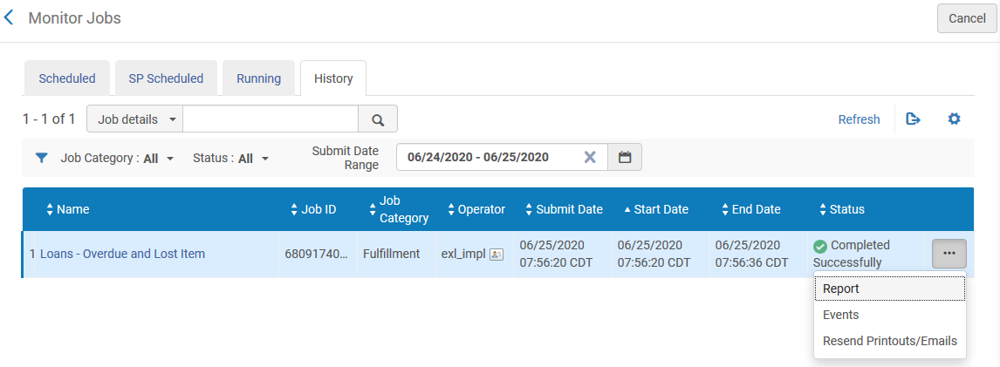 Monitor Jobs
Cancel
Scheduled
SP Scheduled
Running
History
1 - 1 of 1
Job details
Refresh
Job Category : All
Status : All
Submit Date
Range
06/24/2020 - 06/25/2020
Name
Job ID
Job
Category
Operator
Submit Date
Start Date
End Date
Status
1 Loans - Overdue and Lost Item
68091740...
Fulfillment
exl_impl
06/25/2020
07:56:20 CDT
06/25/2020
07:56:20 CDT
06/25/2020
07:56:36 CDT
Completed
Successfully
Report
Events
Resend Printouts/Emails